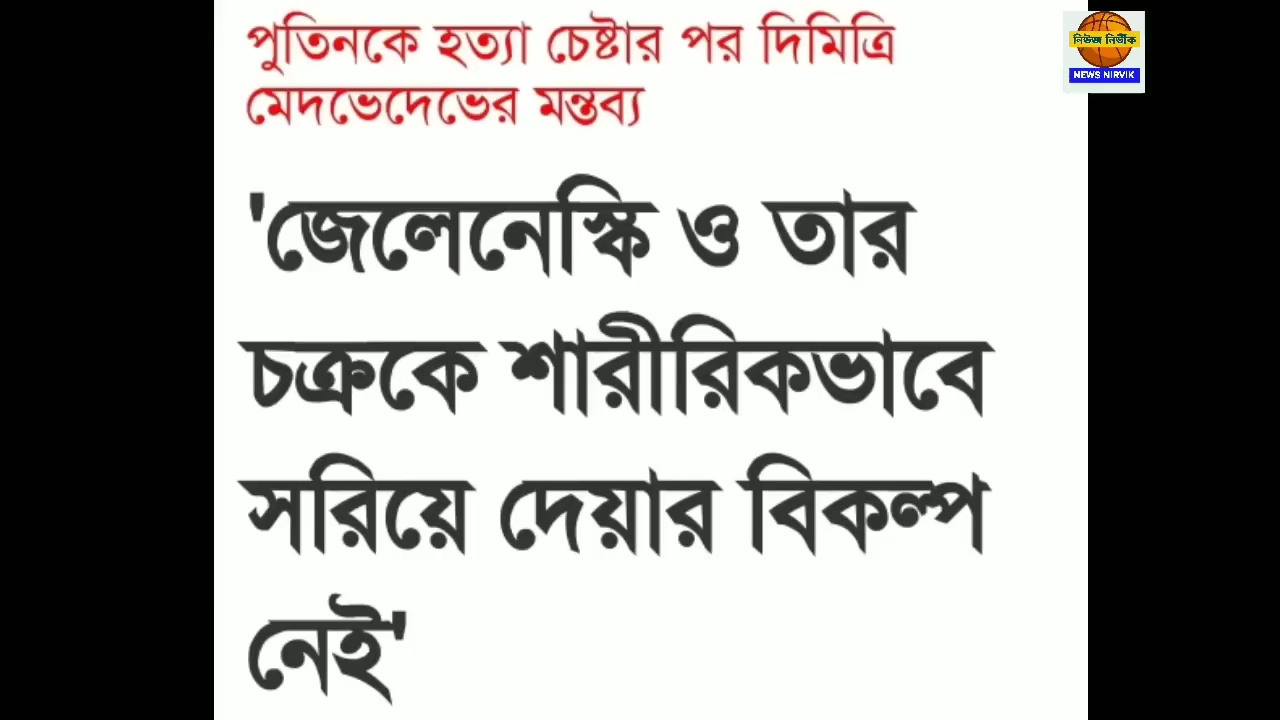 পুতিনকে হত্যা চেষ্টার পর দিমিত্রি
মেদভেদেভের মন্তব্য
'জেলেনেস্কি ও তার
চক্রকে শারীরিকভাবে
সরিয়ে দেয়ার বিকল্প
নেই'
নিউজ নির্ভীক
NEWS NIRVIK